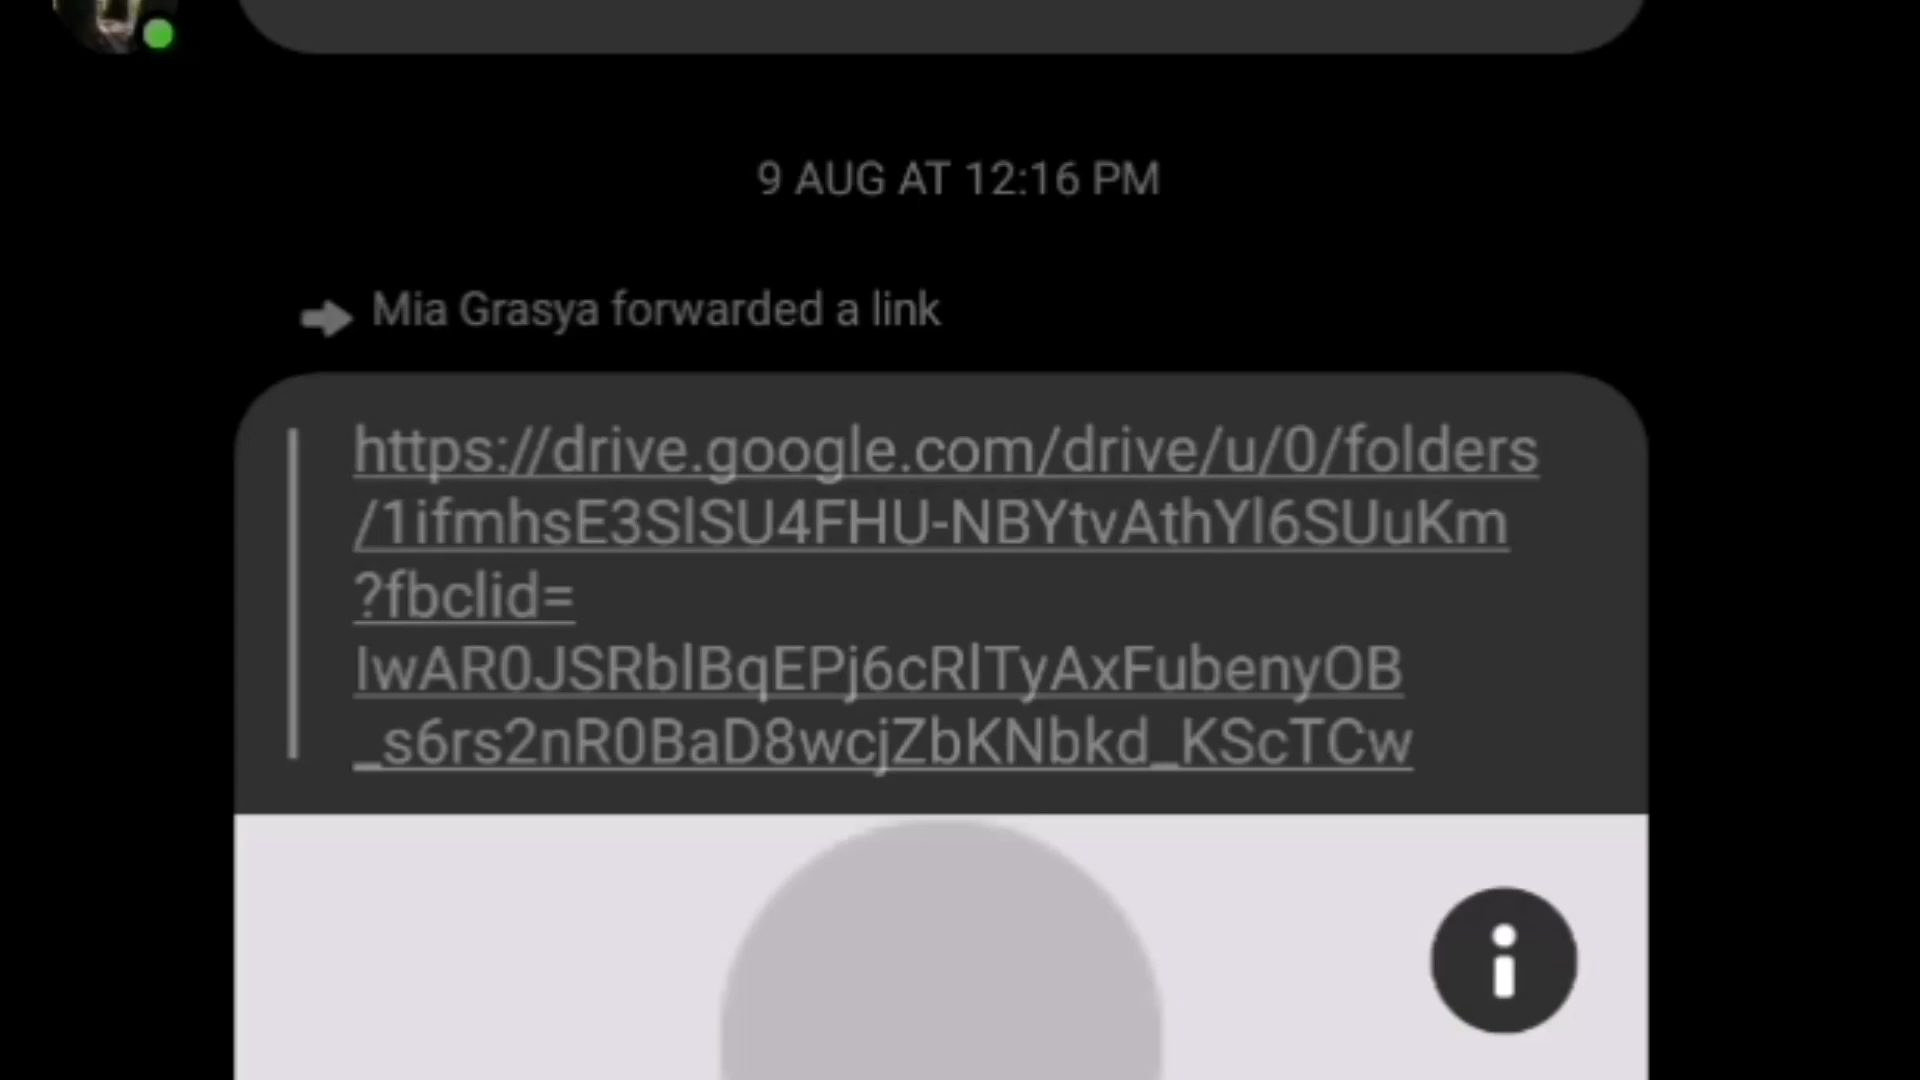 9 AUG AT 12:16 PM
Mia Grasya forwarded a link
https://drive.google.com/drive/u/0/folders
/1ifmhsE3SlSU4FHU-NBYtvAthYl6SUuKm
?fbclid=
IwAR0JSRblBqEPj6cRlTyAxFubenyOB
_s6rs2nR0BaD8wcjZbKNbkd_KScTCw